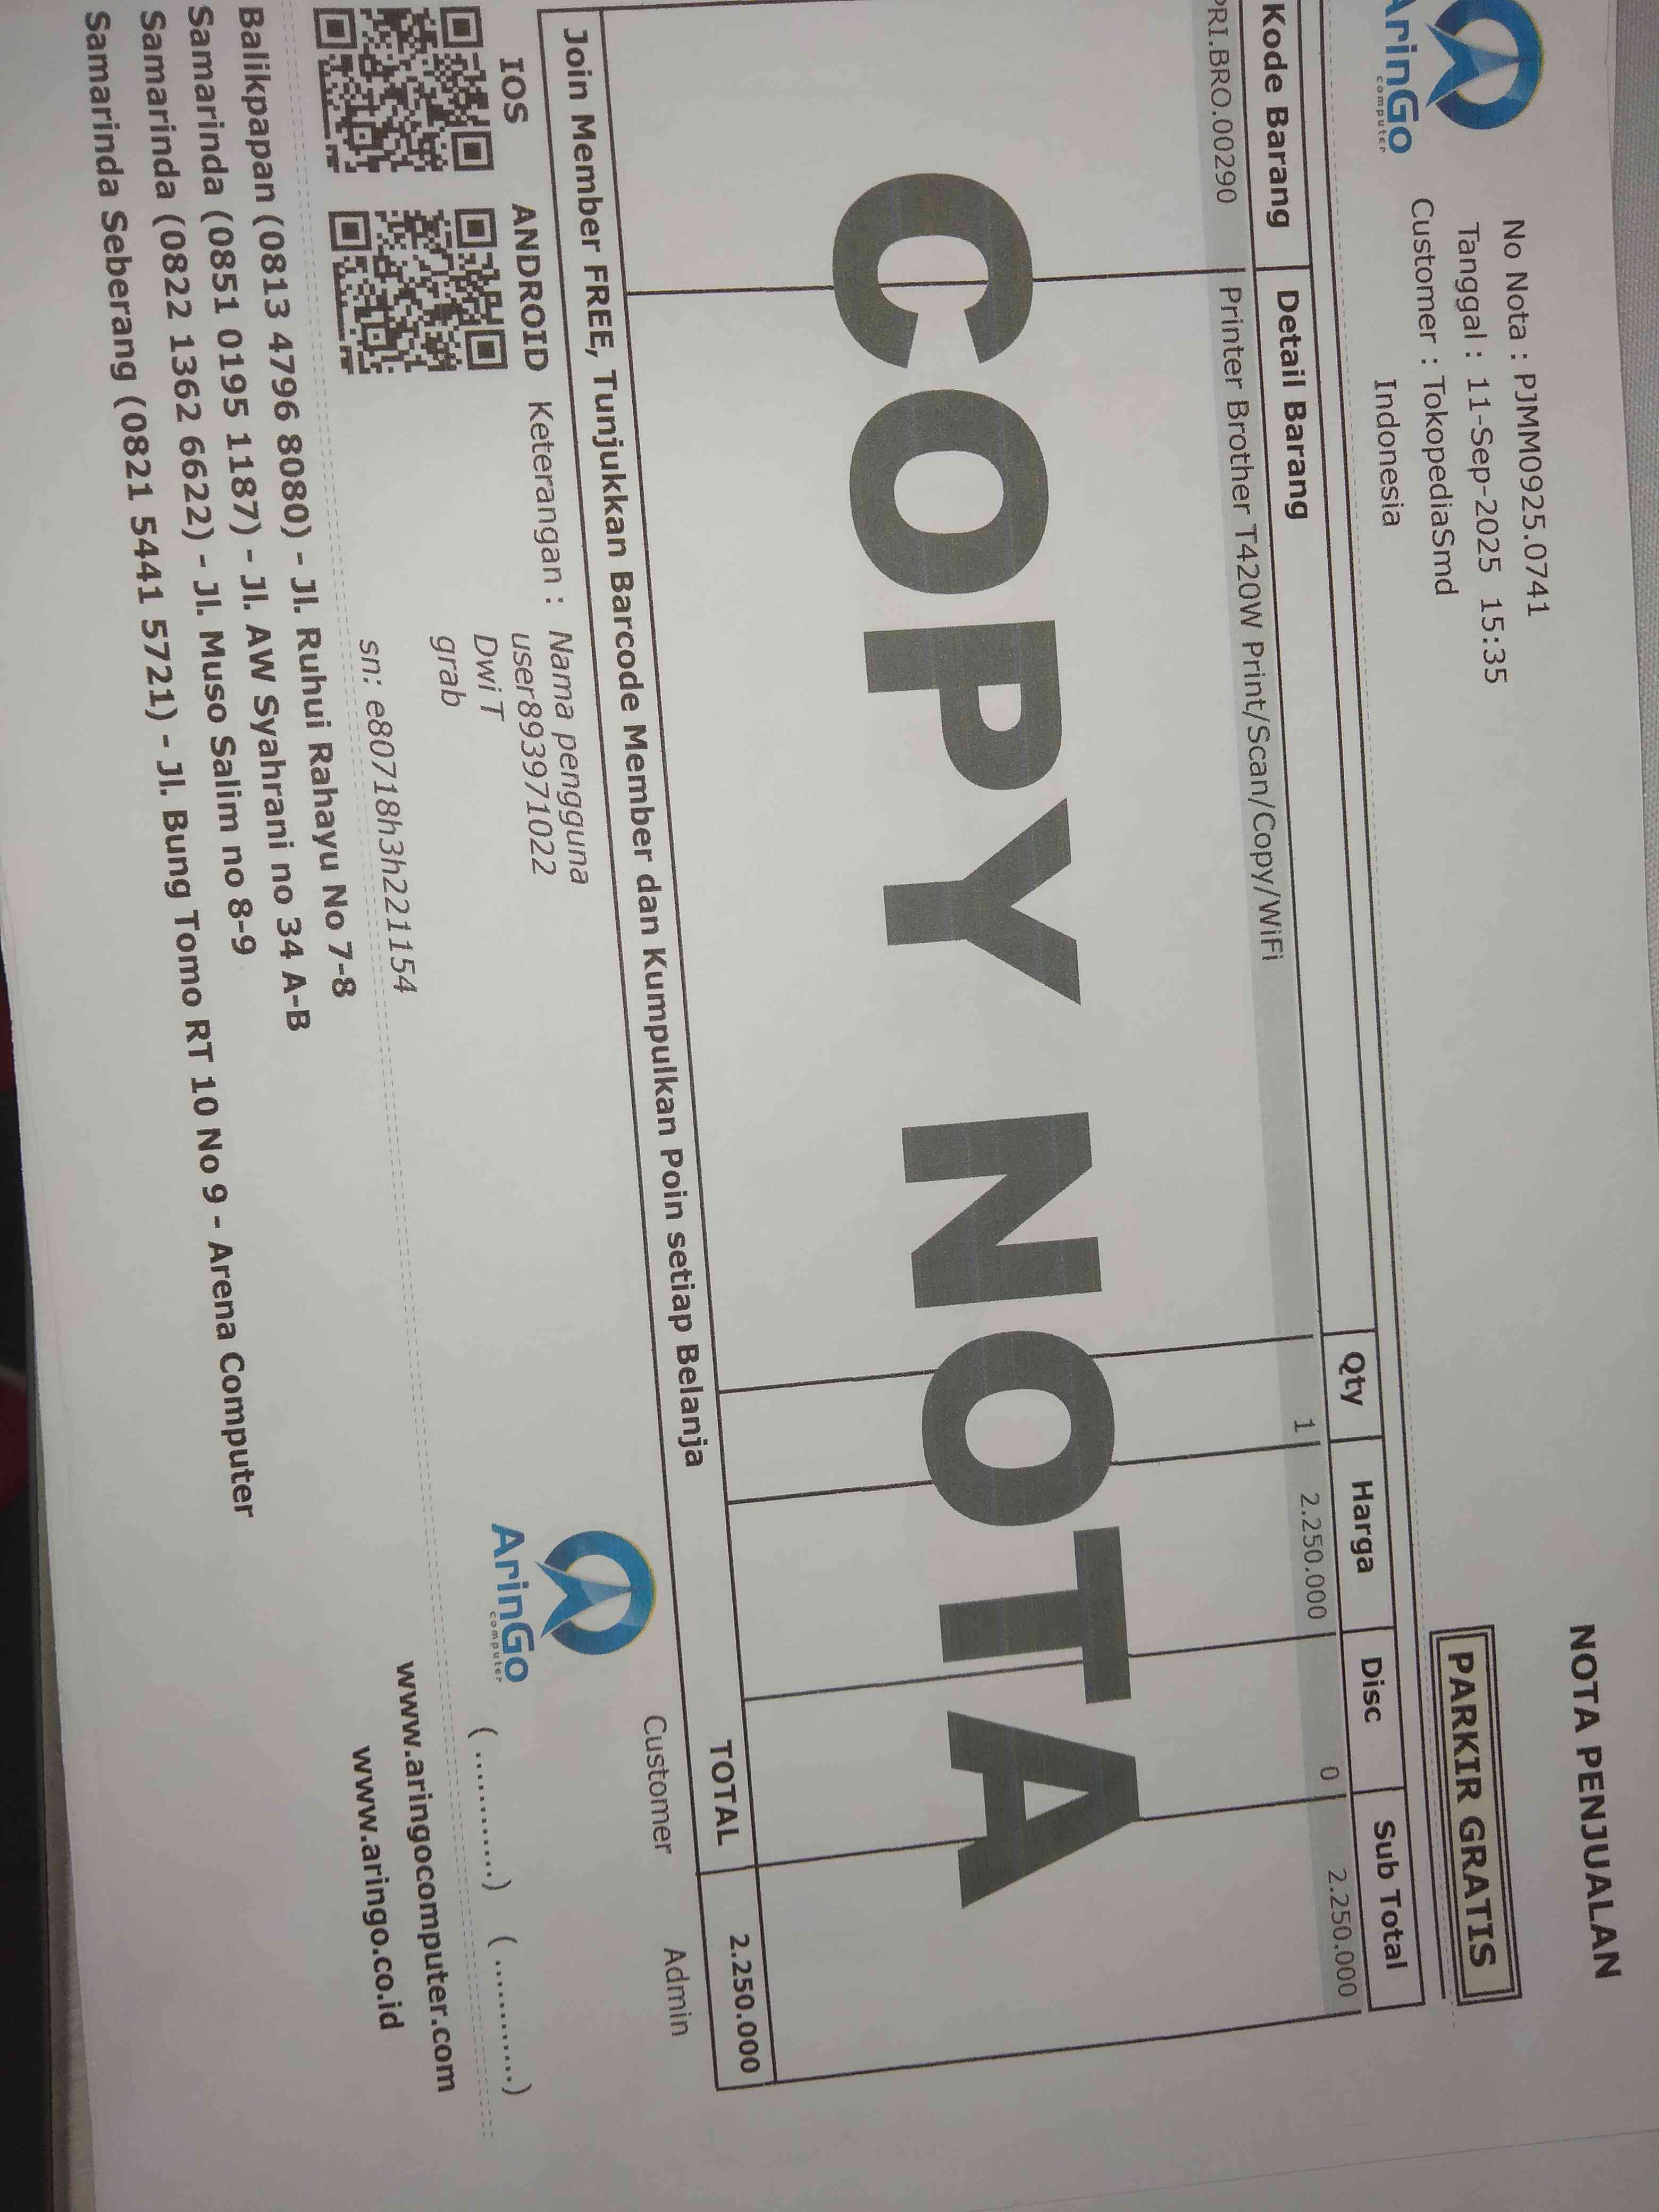 NOTA PENJUALAN
ArinGo
computer
No Nota : PJMM0925.0741
Tanggal : 11-Sep-2025 15:35
Customer : TokopediaSmd
Indonesia
PARKIR GRATIS
Kode Barang Detail Barang Qty Harga Disc Sub Total
PRI.BRO.00290 Printer Brother T420W Print/Scan/Copy/WiFi 1 2.250.000 0 2.250.000
COPY NOTA
TOTAL 2.250.000
Join Member FREE, Tunjukkan Barcode Member dan Kumpulkan Poin setiap Belanja
IOS ANDROID
Keterangan : Nama pengguna
user893971022
Dwi T
grab
sn: e80718h3h221154
ArinGo
computer
Customer Admin
( ...........) ( ...........)
Balikpapan (0813 4796 8080) - Jl. Ruhui Rahayu No 7-8
Samarinda (0851 0195 1187) - Jl. AW Syahrani no 34 A-B
Samarinda (0822 1362 6622) - Jl. Muso Salim no 8-9
Samarinda Seberang (0821 5441 5721) - Jl. Bung Tomo RT 10 No 9 - Arena Computer
www.aringocomputer.com
www.aringo.co.id